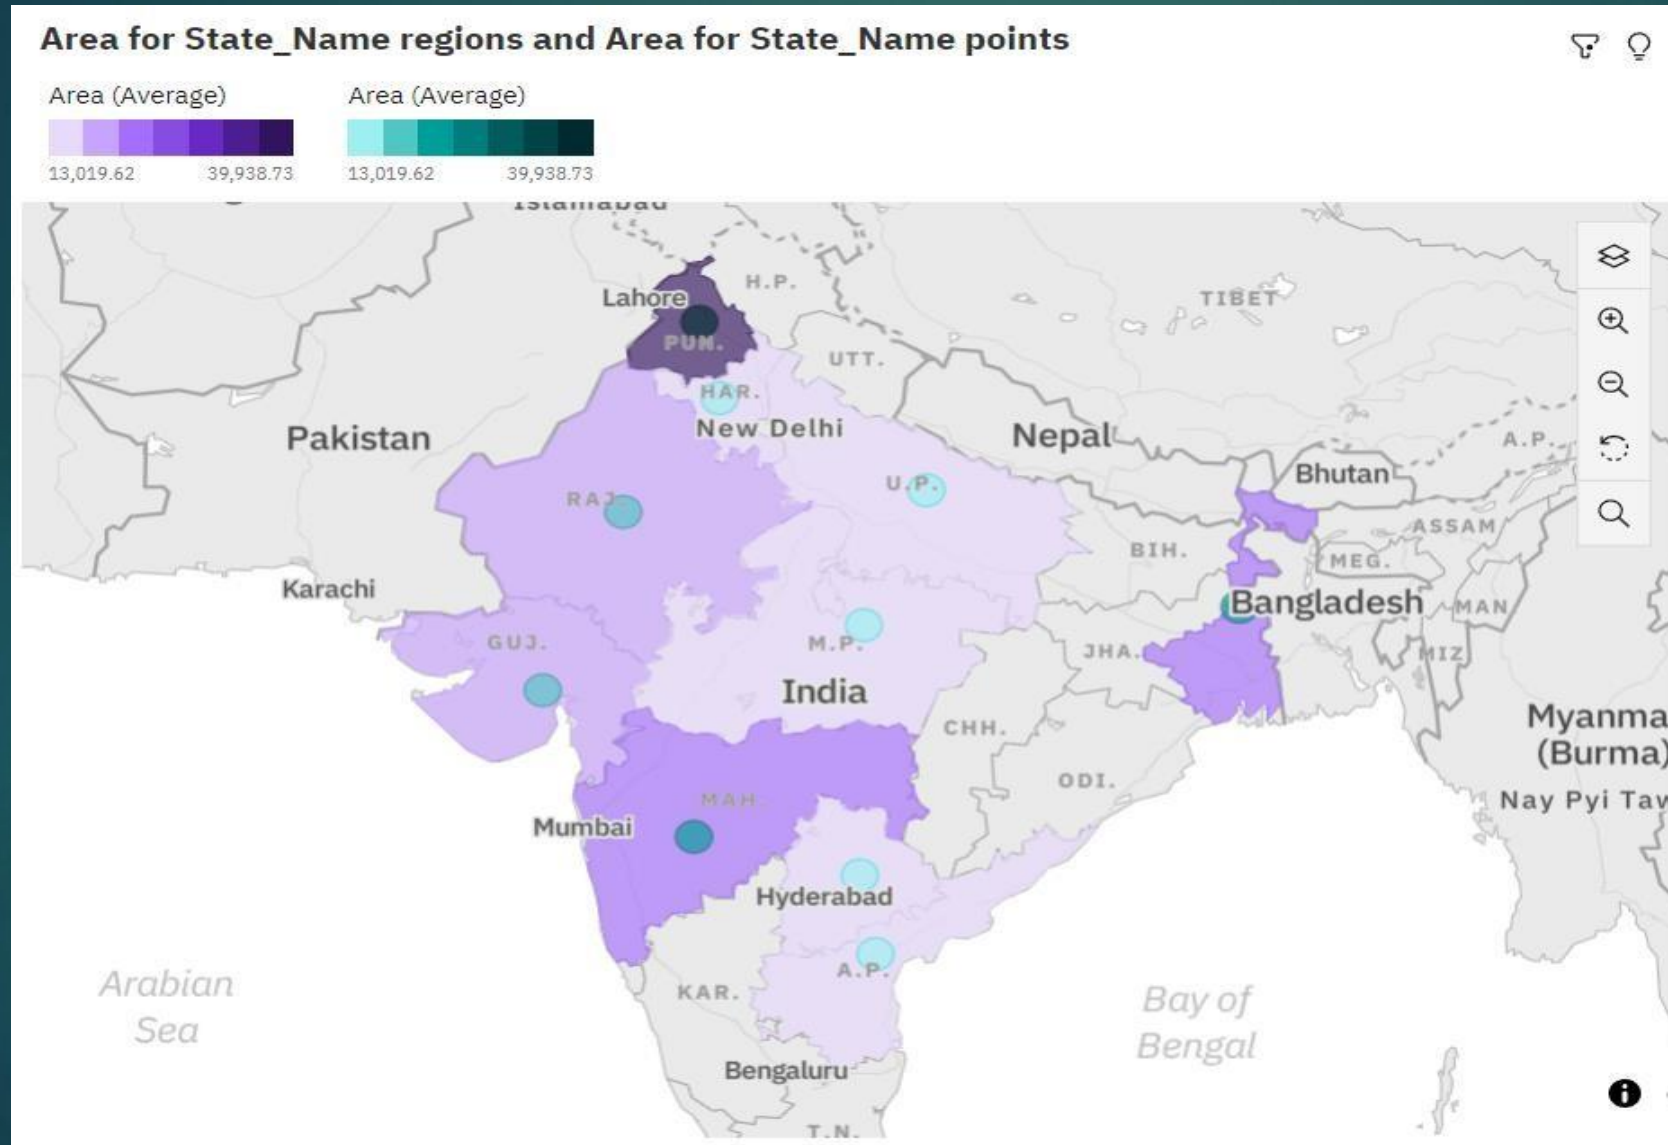 Area for State_Name regions and Area for State_Name points
Area (Average)
13,019.62 39,938.73
Area (Average)
13,019.62 39,938.73
Islamabad
H.P.
Lahore
TIBET
PUN.
UTT.
HAR.
New Delhi
Pakistan
Nepal
A.P.
Bhutan
U.P.
RAJ.
ASSAM
BIH.
MEG.
Karachi
Bangladesh
MAN
GUJ.
M.P.
JHA.
MIZ
India
CHH.
Myanma
(Burma)
ODI.
MAH.
Nay Pyi Taw
Mumbai
Hyderabad
A.P.
Arabian
Sea
KAR.
Bay of
Bengal
Bengaluru
T.N.